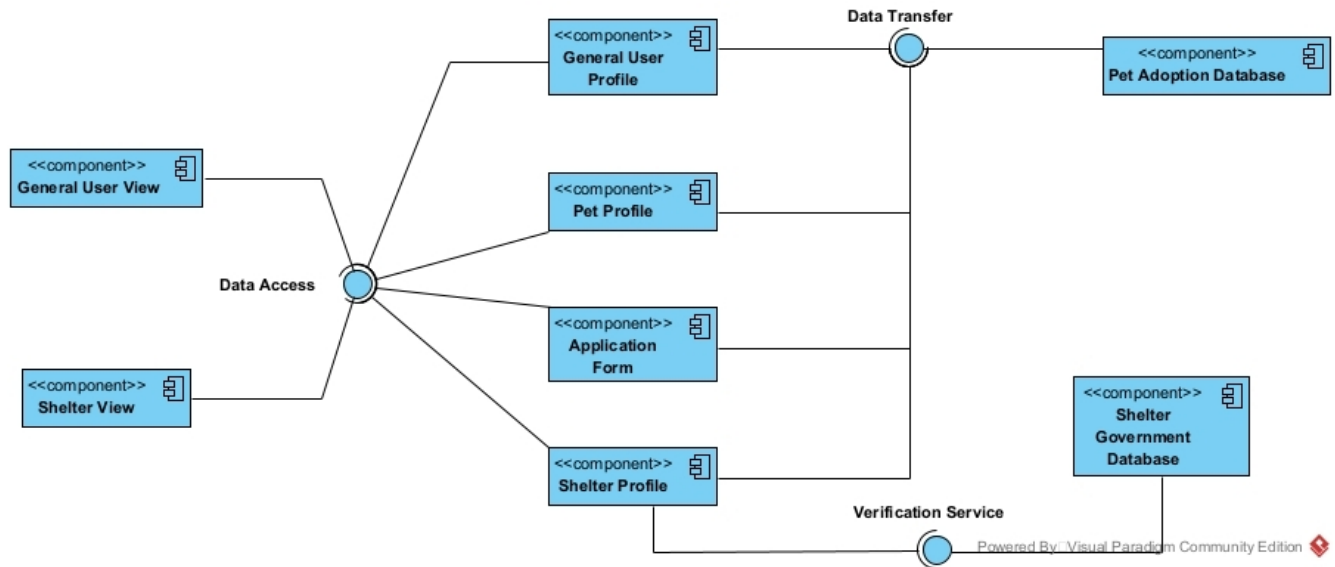 Data Transfer
<<component>>
General User
Profile
<<component>>
Pet Adoption Database
<<component>>
General User View
<<component>>
Pet Profile
Data Access
<<component>>
Application
Form
<<component>>
Shelter View
<<component>>
Shelter
Government
Database
<<component>>
Shelter Profile
Verification Service
Powered By Visual Paradigm Community Edition